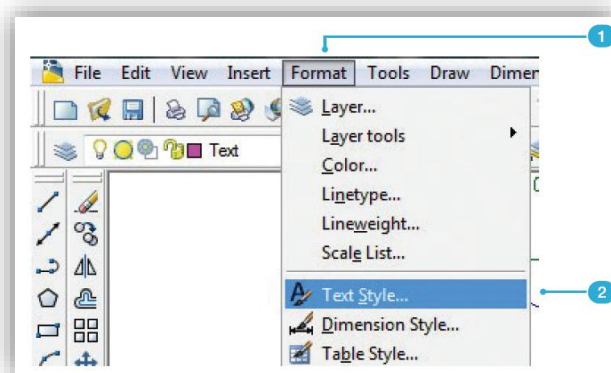 1
File Edit View Insert Format Tools Draw
Layer...
Layer tools
Text
Color...
Linetype...
Lineweight...
Scale List...
Text Style...
2
Dimension Style...
Table Style...